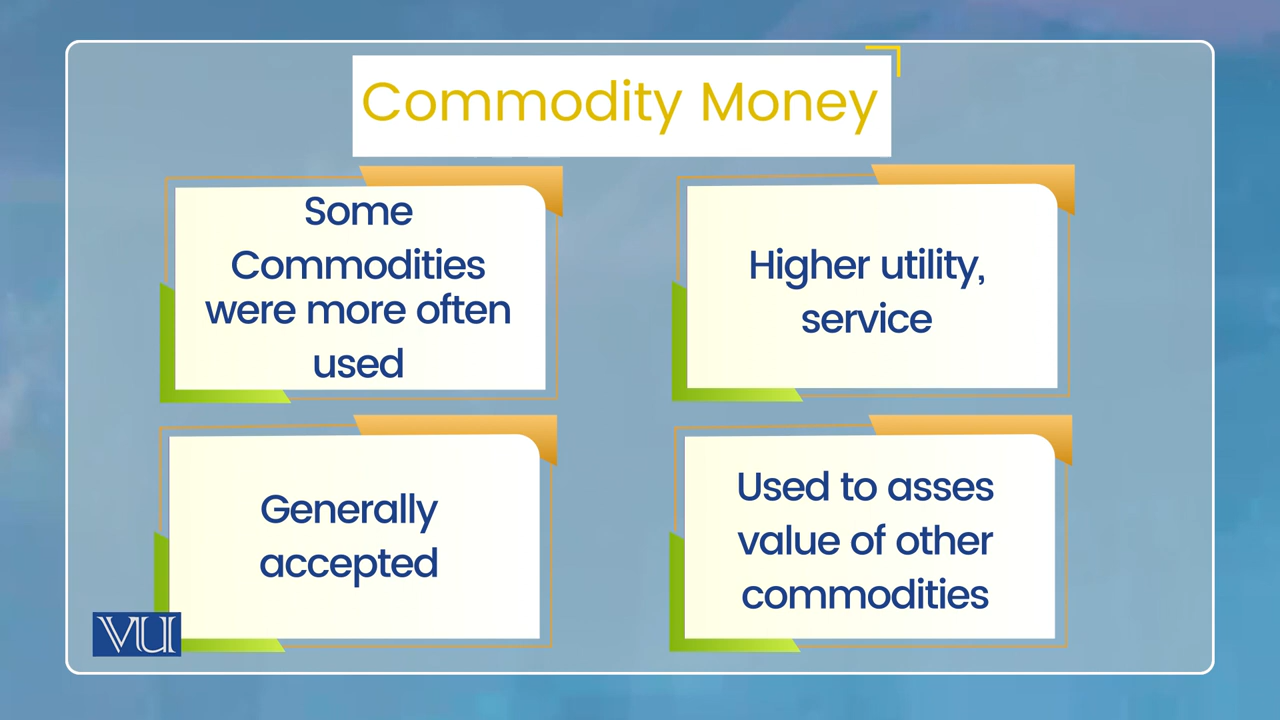 Commodity Money
Some
Commodities
were more often
used
Higher utility,
service
Generally
accepted
Used to asses
value of other
commodities
VU